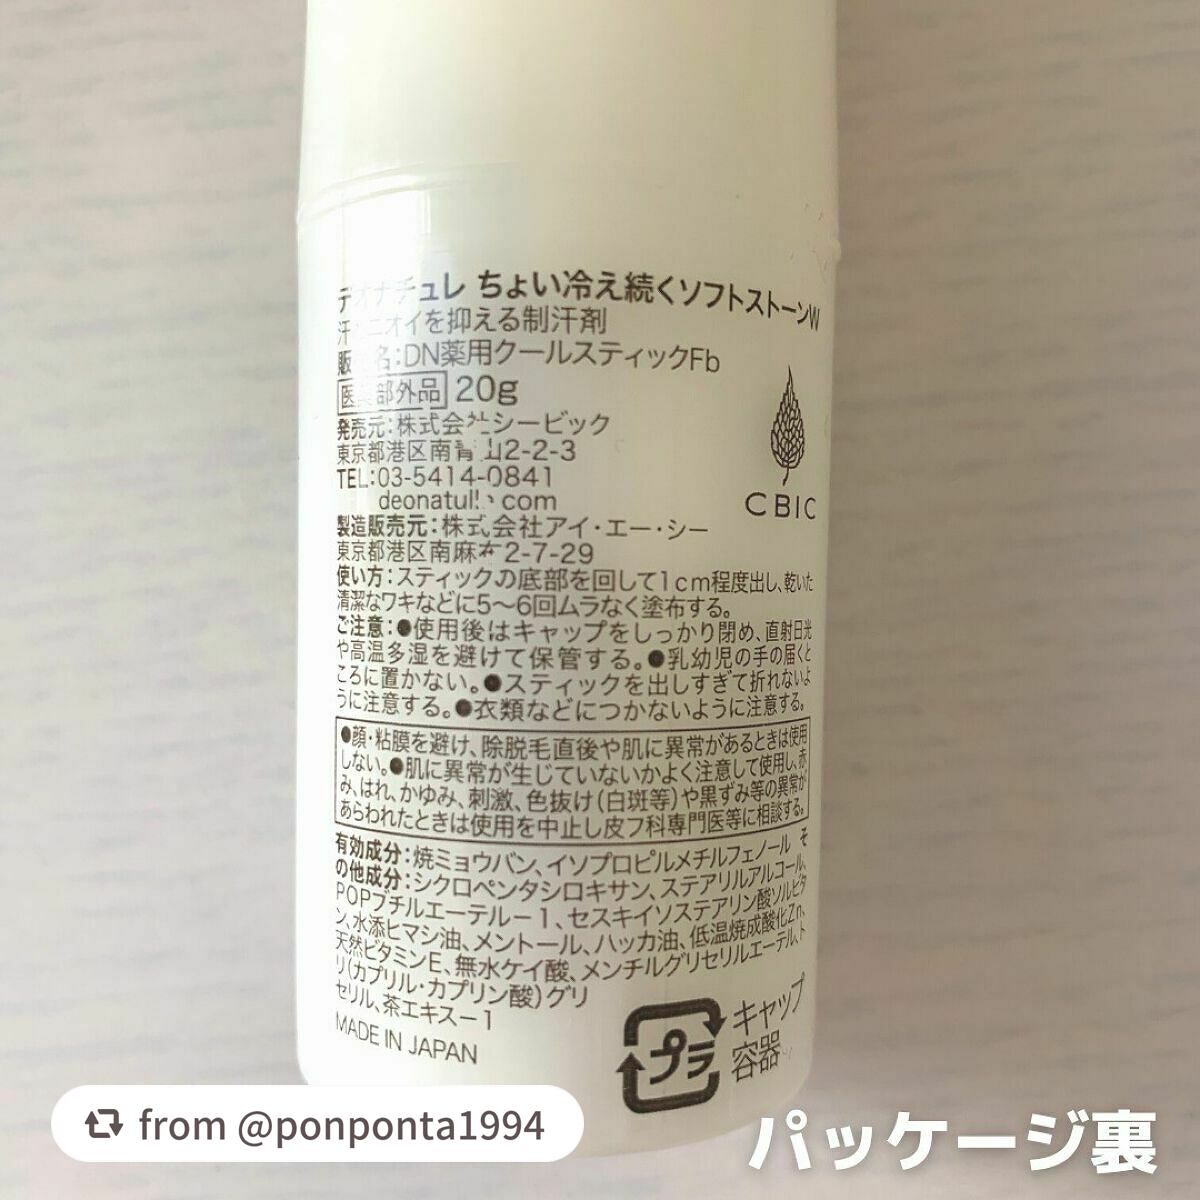 デオナチュレ ちょい冷え続くソフトストーンW
汗・ニオイを抑える制汗剤
販 名:DN薬用クールスティックFb
医薬部外品 20g
発売元:株式会社シービック
東京都港区南青山2-2-3
TEL:03-5414-0841
deonatul .com
CBIC
製造販売元:株式会社アイ・エー・シー
東京都港区南麻布2-7-29
使い方:スティックの底部を回して1cm程度出し、乾いた
清潔なワキなどに5〜6回ムラなく塗布する。
ご注意:●使用後はキャップをしっかり閉め、直射日光
や高温多湿を避けて保管する。●乳幼児の手の届くと
ころに置かない。●スティックを出しすぎて折れないよ
うに注意する。●衣類などにつかないように注意する。
●顔・粘膜を避け、除脱毛直後や肌に異常があるときは使用
しない。●肌に異常が生じていないかよく注意して使用し、赤
み、はれ、かゆみ、刺激、色抜け(白斑等)や黒ずみ等の異常が
あらわれたときは使用を中止し皮フ科専門医等に相談する。
有効成分:焼ミョウバン、イソプロピルメチルフェノール そ
の他成分:シクロペンタシロキサン、ステアリルアルコール、
POPブチルエーテル-1、セスキイソステアリン酸ソルビタ
ン、水添ヒマシ油、メントール、ハッカ油、低温焼成酸化Zn、
天然ビタミンE、無水ケイ酸、メンチルグリセリルエーテル、ト
リ(カプリル・カプリン酸)グリ
セリル、茶エキス-1
MADE IN JAPAN
プラ
キャップ
容器
from @ponponta1994
パッケージ裏